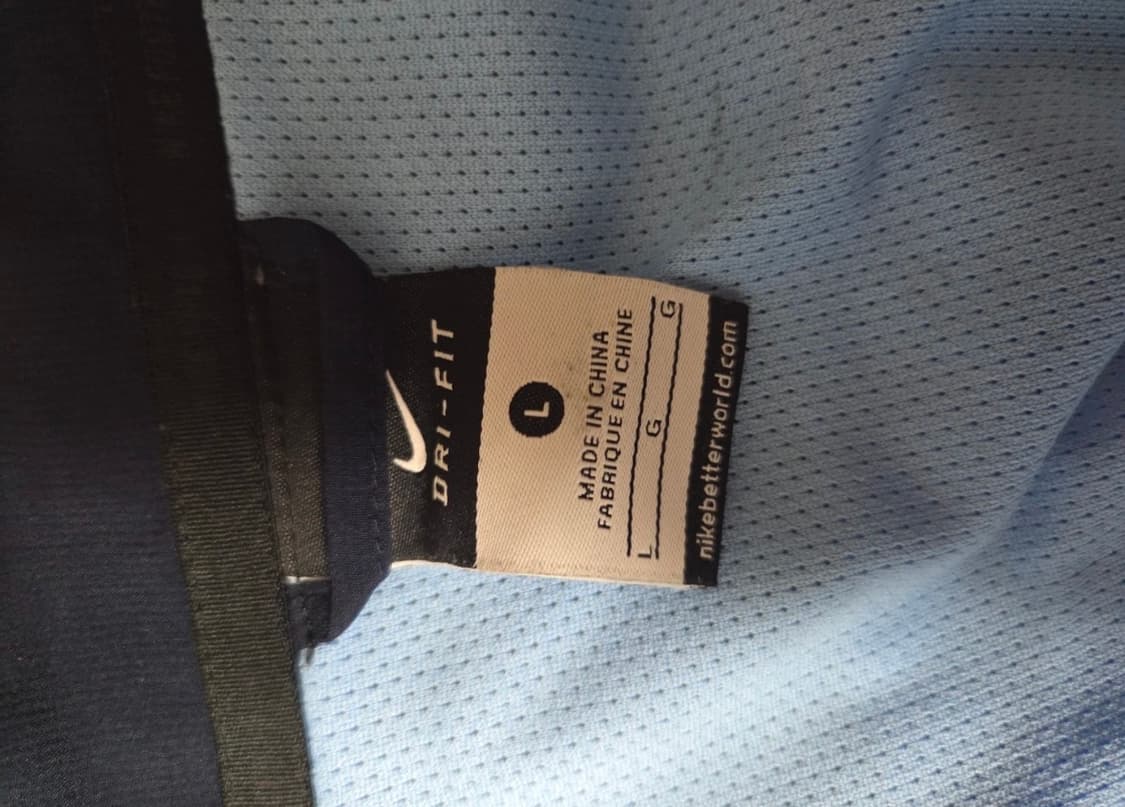 DRI-FIT
L
MADE IN CHINA
FABRIQUE EN CHINE
L G G
nikebetterworld.com